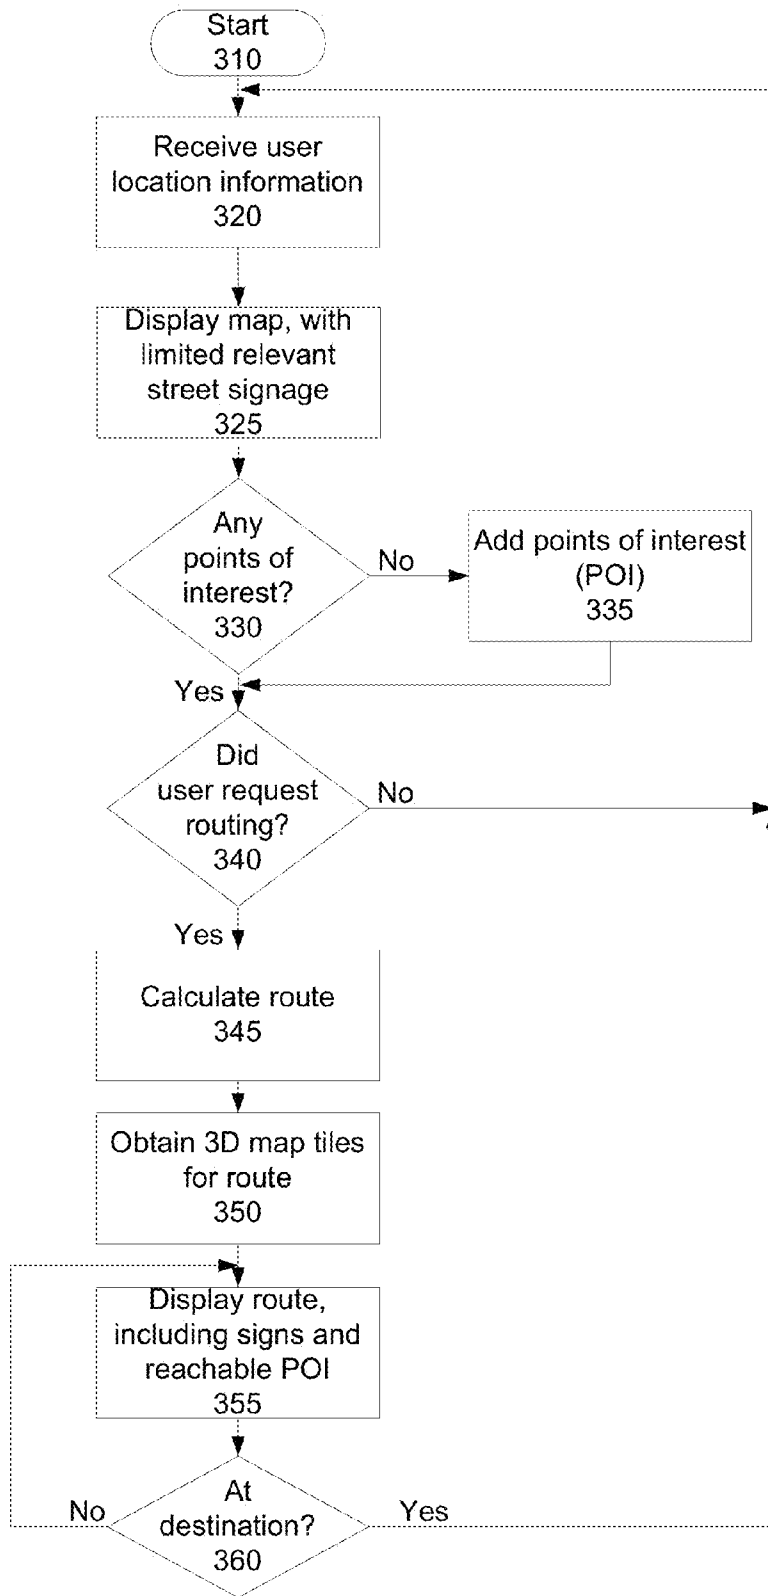 Start
310
Receive user
location information
320
Display map, with
limited relevant
street signage
325
Any
points of
interest?
330
No
Add points of interest
(POI)
335
Yes
Did
user request
routing?
340
No
Yes
Calculate route
345
Obtain 3D map tiles
for route
350
Display route,
including signs and
reachable POI
355
At
destination?
360
No
Yes